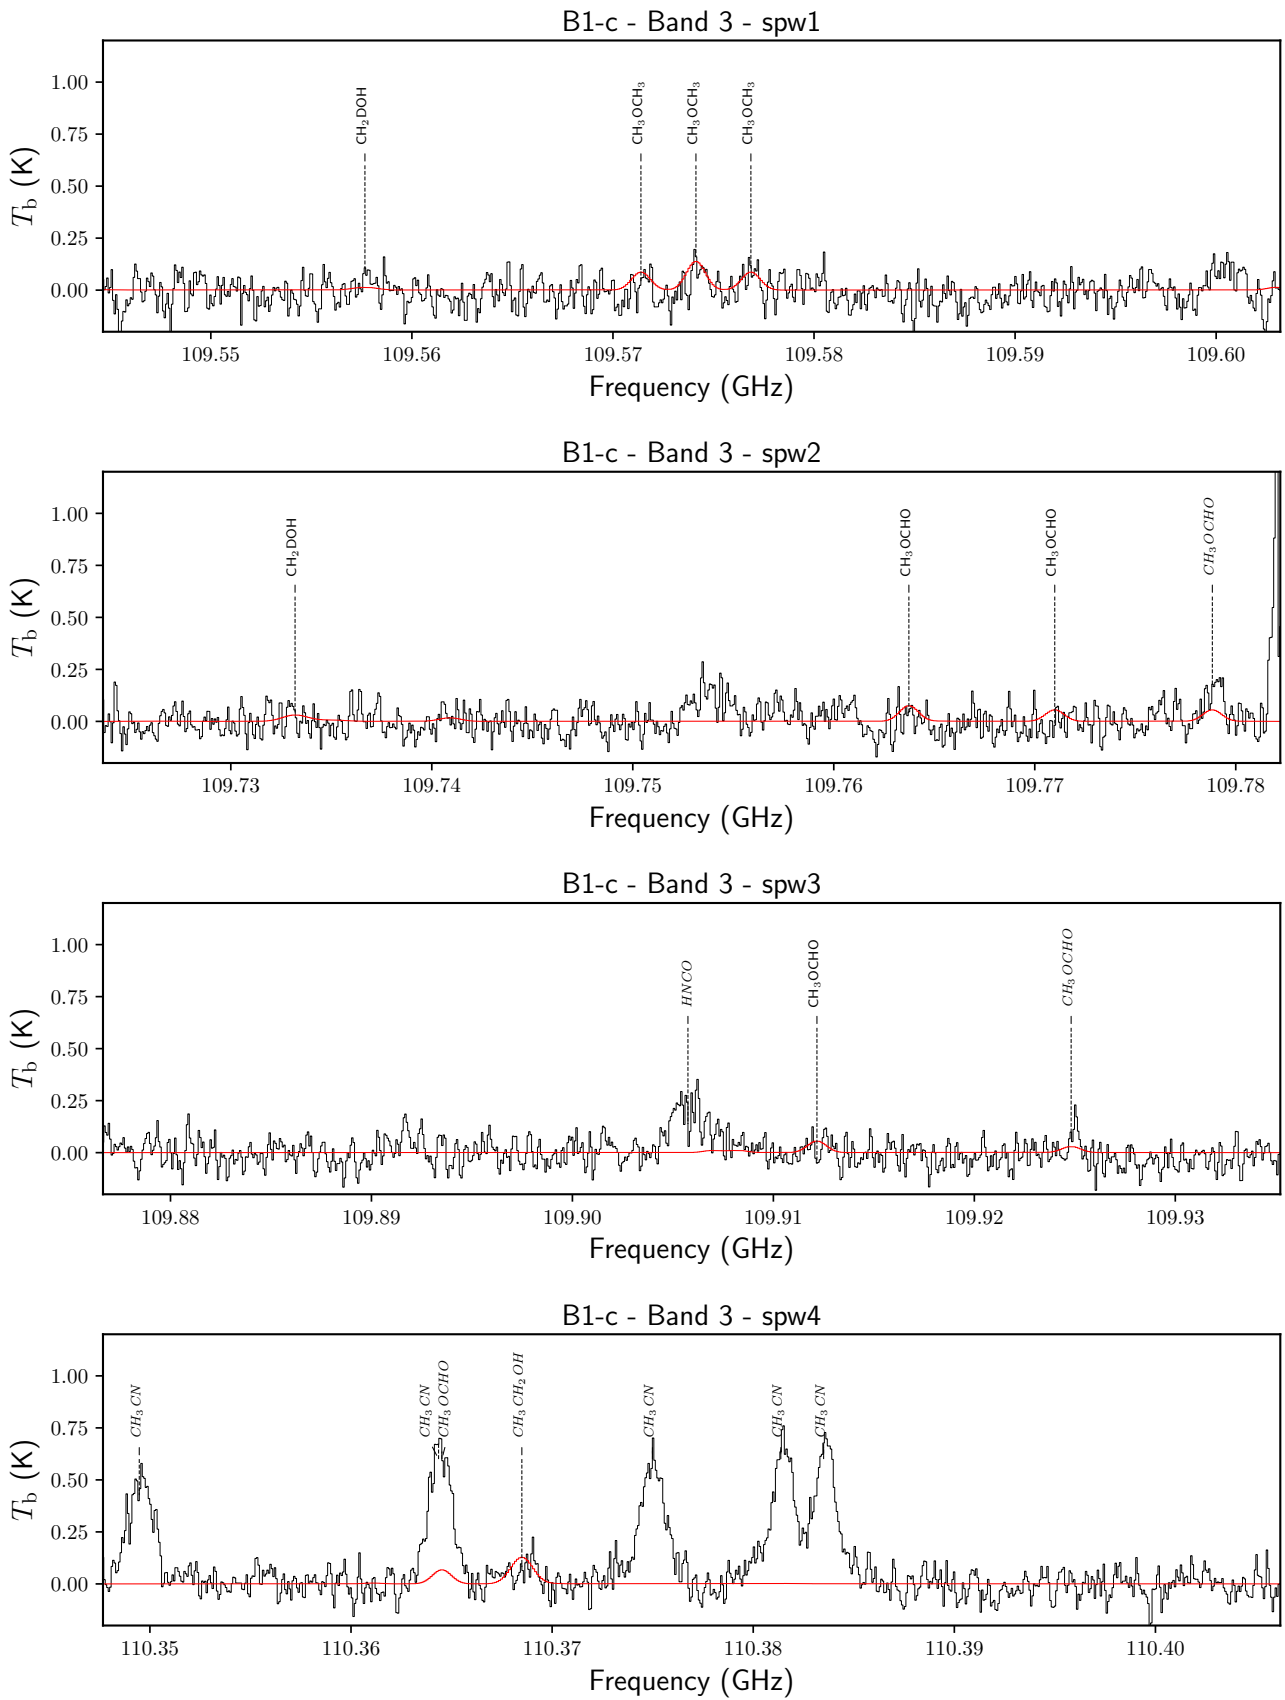 B1-c - Band 3 - spw1
CH₂DOH CH₃OCH₃ CH₃OCH₃ CH₃OCH₃
T_b (K)
1.00
0.75
0.50
0.25
0.00
109.55 109.56 109.57 109.58 109.59 109.60
Frequency (GHz)
B1-c - Band 3 - spw2
CH₂DOH CH₃OCHO CH₃OCHO CH₃OCHO
T_b (K)
1.00
0.75
0.50
0.25
0.00
109.73 109.74 109.75 109.76 109.77 109.78
Frequency (GHz)
B1-c - Band 3 - spw3
HNCO CH₃OCHO CH₃OCHO
T_b (K)
1.00
0.75
0.50
0.25
0.00
109.88 109.89 109.90 109.91 109.92 109.93
Frequency (GHz)
B1-c - Band 3 - spw4
CH₃CN CH₃CN CH₃OCHO CH₃CH₂OH CH₃CN CH₃CN CH₃CN
T_b (K)
1.00
0.75
0.50
0.25
0.00
110.35 110.36 110.37 110.38 110.39 110.40
Frequency (GHz)